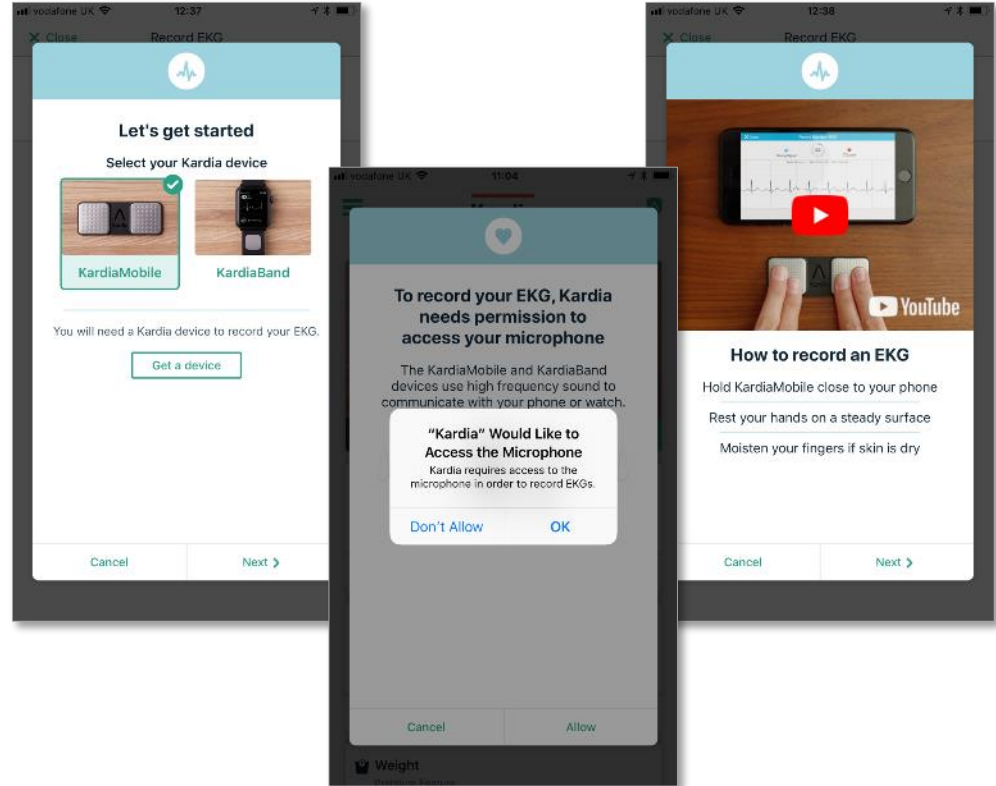 vodafone UK 12:37
Close Record EKG
Let's get started
Select your Kardia device
KardiaMobile KardiaBand
You will need a Kardia device to record your EKG.
Get a device
Cancel Next
vodafone UK 11:04
To record your EKG, Kardia
needs permission to
access your microphone
The KardiaMobile and KardiaBand
devices use high frequency sound to
communicate with your phone or watch.
"Kardia" Would Like to
Access the Microphone
Kardia requires access to the
microphone in order to record EKGs.
Don't Allow OK
Cancel Allow
Weight
Premium Feature
vodafone UK 12:38
Close Record EKG
YouTube
How to record an EKG
Hold KardiaMobile close to your phone
Rest your hands on a steady surface
Moisten your fingers if skin is dry
Cancel Next